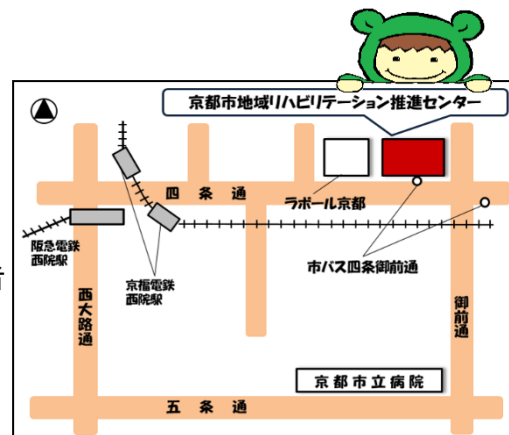 京都市地域リハビリテーション推進センター
四条通
ラポール京都
阪急電鉄
西院駅
京福電鉄
西院駅
市バス四条御前通
西大路通
御前通
京都市立病院
五条通